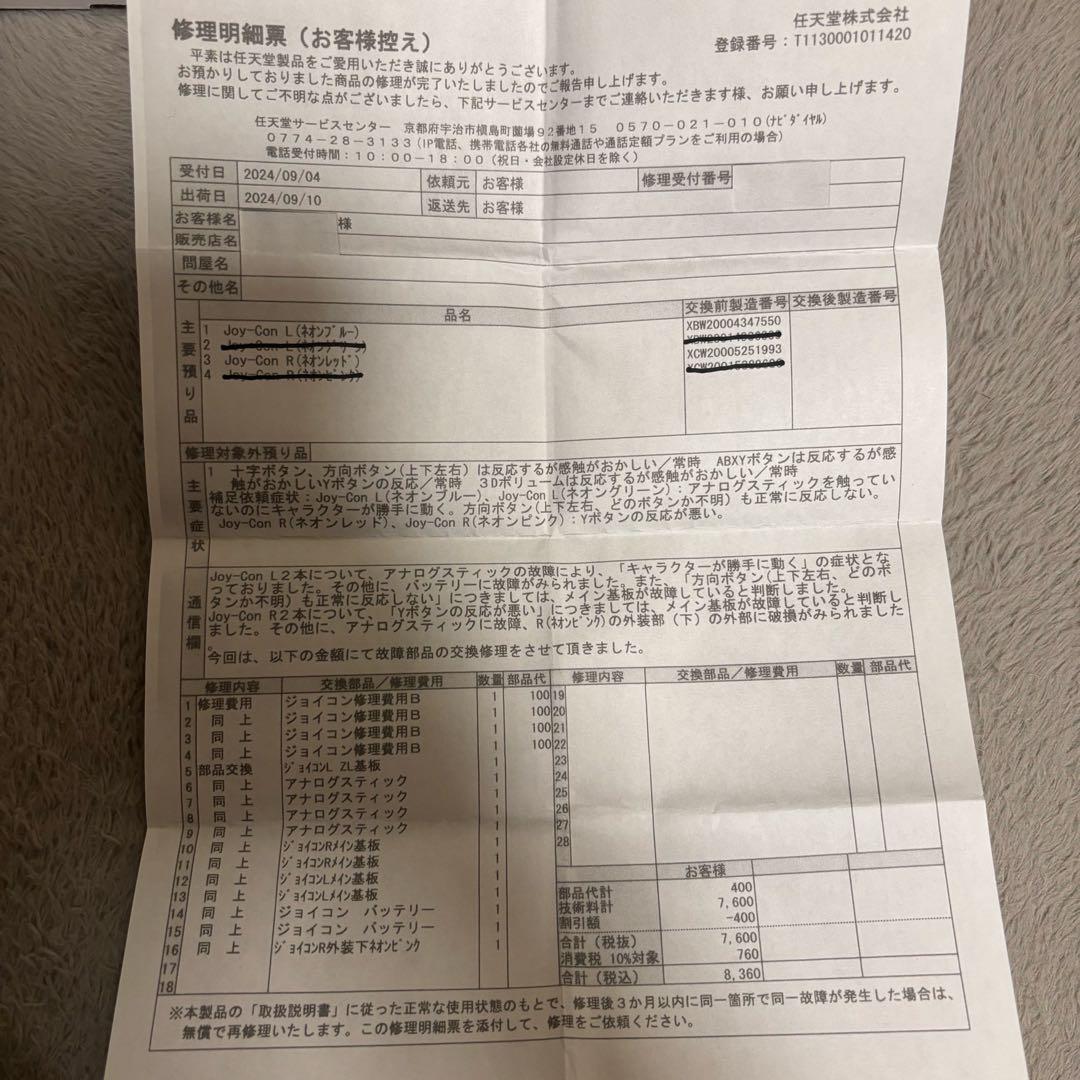 修理明細票（お客様控え）
任天堂株式会社
登録番号：T1130001011420
平素は任天堂製品をご愛用いただき誠にありがとうございます。
お預かりしておりました商品の修理が完了いたしましたのでご報告申し上げます。
修理に関してご不明な点がございましたら、下記サービスセンターまでご連絡いただきます様、お願い申し上げます。
任天堂サービスセンター　京都府宇治市槇島町薗場９２番地１５　０５７０－０２１－０１０(ﾅﾋﾞﾀﾞｲﾔﾙ)
０７７４－２８－３１３３(IP電話、携帯電話各社の無料通話や通話定額プランをご利用の場合)
電話受付時間：１０：００－１８：００(祝日・会社設定休日を除く)
受付日 2024/09/04 依頼元 お客様 修理受付番号
出荷日 2024/09/10 返送先 お客様
お客様名 様
販売店名
問屋名
その他名
主要預り品 品名 交換前製造番号 交換後製造番号
1 Joy-Con L(ﾈｵﾝﾌﾞﾙｰ) XBW20004347550
2 Joy-Con L(ﾈｵﾝｸﾞﾘｰﾝ)
3 Joy-Con R(ﾈｵﾝﾚｯﾄﾞ) XCW20005251993
4 Joy-Con R(ﾈｵﾝﾋﾟﾝｸ)
修理対象外預り品
主要症状
1　十字ボタン、方向ボタン(上下左右）は反応するが感触がおかしい／常時　ABXYボタンは反応するが感
触がおかしいYボタンの反応／常時　３Dボリュームは反応するが感触がおかしい／常時
補足依頼症状：Joy-Con L(ネオンブルー)、Joy-Con L(ネオングリーン)：アナログスティックを触ってい
ないのにキャラクターが勝手に動く。方向ボタン(上下左右、どのボタンか不明）も正常に反応しない。
Joy-Con R(ネオンレッド)、Joy-Con R(ネオンピンク)：Yボタンの反応が悪い。
通信欄
Joy-Con L２本について、アナログスティックの故障により、「キャラクターが勝手に動く」の症状とな
っておりました。その他に、バッテリーに故障がみられました。また、「方向ボタン(上下左右、どのボ
タンか不明）も正常に反応しない」につきましては、メイン基板が故障していると判断しました。
Joy-Con R２本について、「Yボタンの反応が悪い」につきましては、メイン基板が故障していると判断し
ました。その他に、アナログスティックに故障、R(ﾈｵﾝﾋﾟﾝｸ)の外装部（下）の外部に破損がみられました
。
今回は、以下の金額にて故障部品の交換修理をさせて頂きました。
修理内容 交換部品／修理費用 数量 部品代 修理内容 交換部品／修理費用 数量 部品代
1 修理費用 ジョイコン修理費用B 1 100 19
2 同　上 ジョイコン修理費用B 1 100 20
3 同　上 ジョイコン修理費用B 1 100 21
4 同　上 ジョイコン修理費用B 1 100 22
5 部品交換 ｼﾞｮｲｺﾝL ZL基板 1 23
6 同　上 アナログスティック 1 24
7 同　上 アナログスティック 1 25
8 同　上 アナログスティック 1 26
9 同　上 アナログスティック 1 27
10 同　上 ｼﾞｮｲｺﾝRメイン基板 1 28
11 同　上 ｼﾞｮｲｺﾝRメイン基板 1
12 同　上 ｼﾞｮｲｺﾝLメイン基板 1
13 同　上 ｼﾞｮｲｺﾝLメイン基板 1
14 同　上 ジョイコン　バッテリー 1
15 同　上 ジョイコン　バッテリー 1
16 同　上 ｼﾞｮｲｺﾝR外装下ﾈｵﾝﾋﾟﾝｸ 1
17
18
お客様
部品代計 400
技術料計 7,600
割引額 -400
合計（税抜） 7,600
消費税 10%対象 760
合計（税込） 8,360
※本製品の「取扱説明書」に従った正常な使用状態のもとで、修理後３か月以内に同一箇所で同一故障が発生した場合は、
無償で再修理いたします。この修理明細票を添付して、修理をご依頼ください。